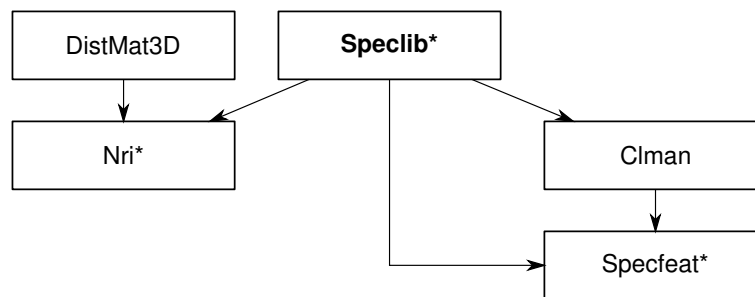 DistMat3D
Speclib*
Nri*
Clman
Specfeat*